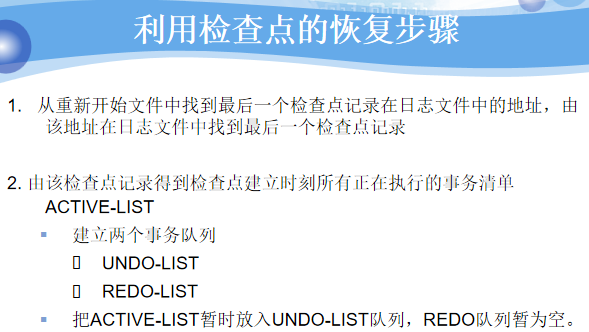 利用检查点的恢复步骤
1. 从重新开始文件中找到最后一个检查点记录在日志文件中的地址，由
该地址在日志文件中找到最后一个检查点记录
2. 由该检查点记录得到检查点建立时刻所有正在执行的事务清单
ACTIVE-LIST
▪ 建立两个事务队列
▯ UNDO-LIST
▯ REDO-LIST
▪ 把ACTIVE-LIST暂时放入UNDO-LIST队列，REDO队列暂为空。